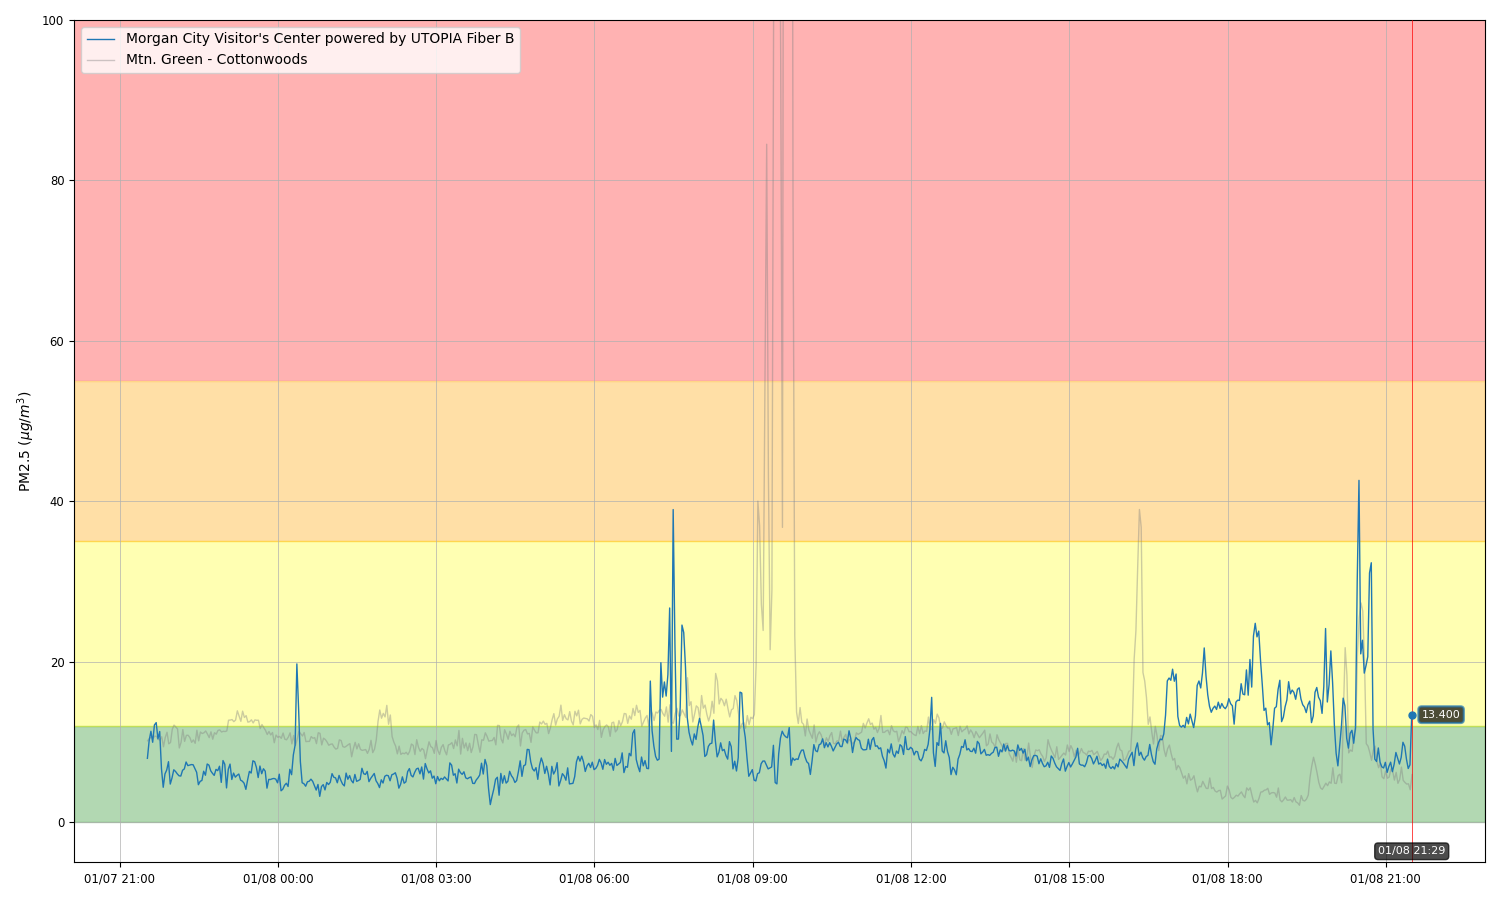 100
Morgan City Visitor's Center powered by UTOPIA Fiber B
Mtn. Green - Cottonwoods
80
60
PM2.5 (μg/m³)
40
20
13.400
0
01/08 21:29
01/07 21:00 01/08 00:00 01/08 03:00 01/08 06:00 01/08 09:00 01/08 12:00 01/08 15:00 01/08 18:00 01/08 21:00